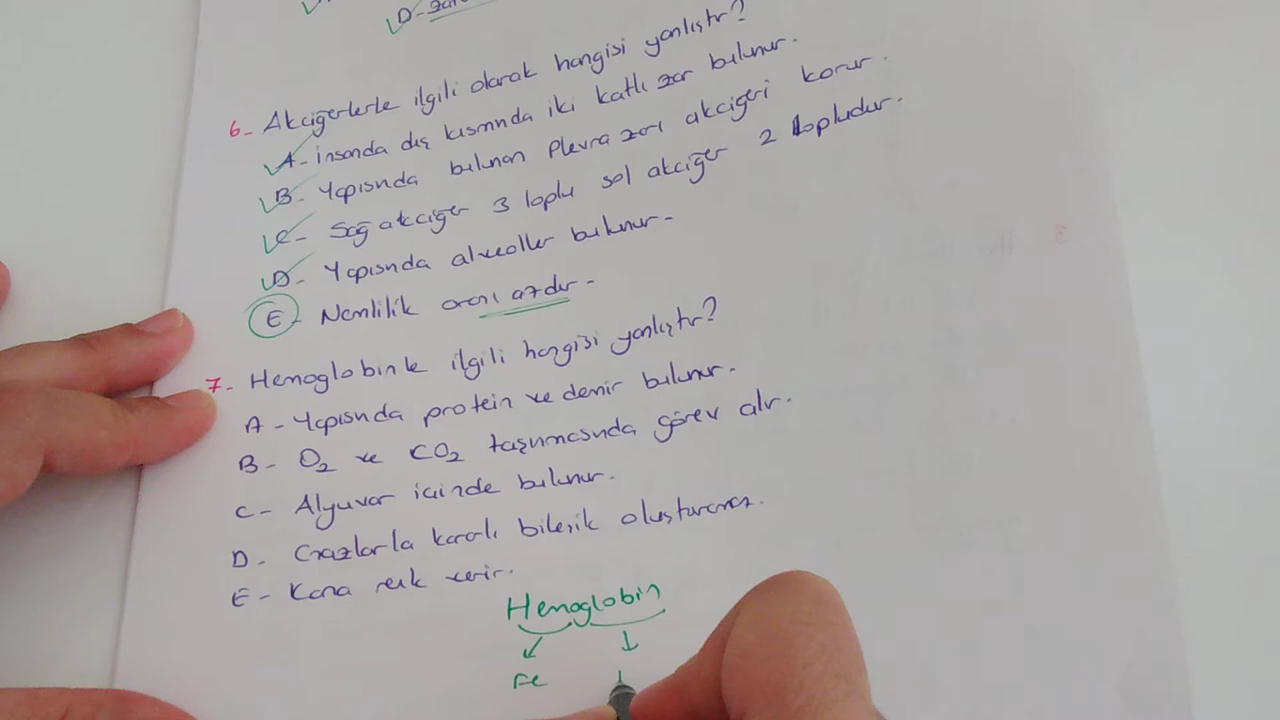 D-
6- Akciğerlerle ilgili olarak hangisi yanlıştır?
A- İnsanda dış kısmında iki katlı zar bulunur.
B- Yapısında bulunan Plevra zarı akciğeri korur.
C- Sağ akciğer 3 loplu sol akciğer 2 lopludur.
D- Yapısında alveoller bulunur-
E- Nemlilik oranı azdır-
7- Hemoglobinle ilgili hangisi yanlıştır?
A- Yapısında protein ve demir bulunur.
B- O2 ve CO2 taşınmasında görev alır.
C- Alyuvar içinde bulunur.
D- Gazlarla kararlı bileşik oluşturamaz.
E- Kana renk verir.
Hemoglobin
Fe